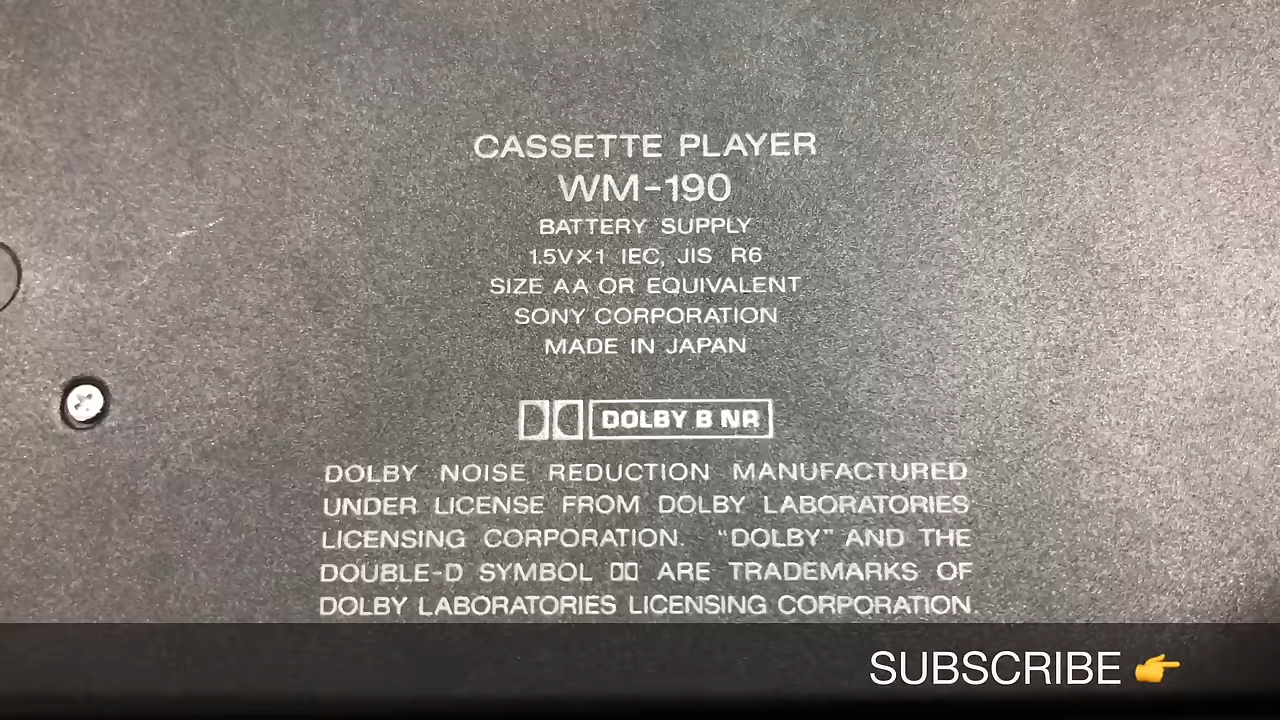 CASSETTE PLAYER
WM-190
BATTERY SUPPLY
1.5V×1 IEC, JIS R6
SIZE AA OR EQUIVALENT
SONY CORPORATION
MADE IN JAPAN
DOLBY B NR
DOLBY NOISE REDUCTION MANUFACTURED
UNDER LICENSE FROM DOLBY LABORATORIES
LICENSING CORPORATION. “DOLBY” AND THE
DOUBLE-D SYMBOL ARE TRADEMARKS OF
DOLBY LABORATORIES LICENSING CORPORATION.
SUBSCRIBE 👉